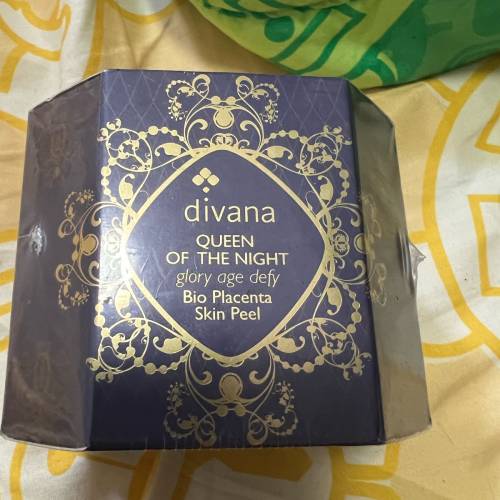 divana
QUEEN
OF THE NIGHT
glory age defy
Bio Placenta
Skin Peel